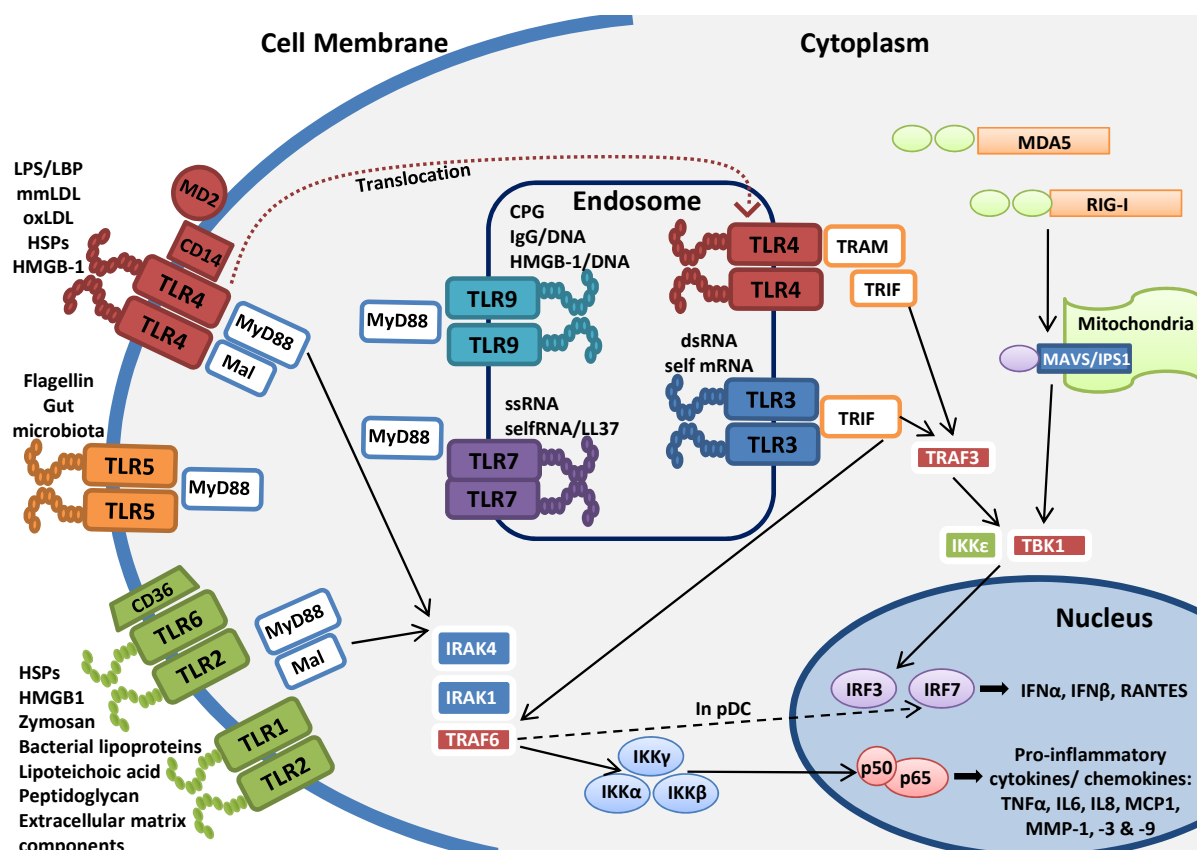 Cell Membrane
Cytoplasm
LPS/LBP
mmLDL
oxLDL
HSPs
HMGB-1
MD2
CD14
TLR4
TLR4
MyD88
Mal
Translocation
Endosome
CPG
IgG/DNA
HMGB-1/DNA
MyD88
TLR9
TLR9
TLR4
TLR4
TRAM
TRIF
MDA5
RIG-I
Mitochondria
MAVS/IPS1
dsRNA
self mRNA
TLR3
TLR3
TRIF
ssRNA
selfRNA/LL37
MyD88
TLR7
TLR7
Flagellin
Gut
microbiota
TLR5
TLR5
MyD88
TRAF3
IKKε
TBK1
CD36
TLR6
TLR2
MyD88
Mal
IRAK4
IRAK1
TRAF6
HSPs
HMGB1
Zymosan
Bacterial lipoproteins
Lipoteichoic acid
Peptidoglycan
Extracellular matrix
components
TLR1
TLR2
In pDC
IKKγ
IKKα
IKKβ
Nucleus
IRF3
IRF7
IFNα, IFNβ, RANTES
p50
p65
Pro-inflammatory
cytokines/ chemokines:
TNFα, IL6, IL8, MCP1,
MMP-1, -3 & -9